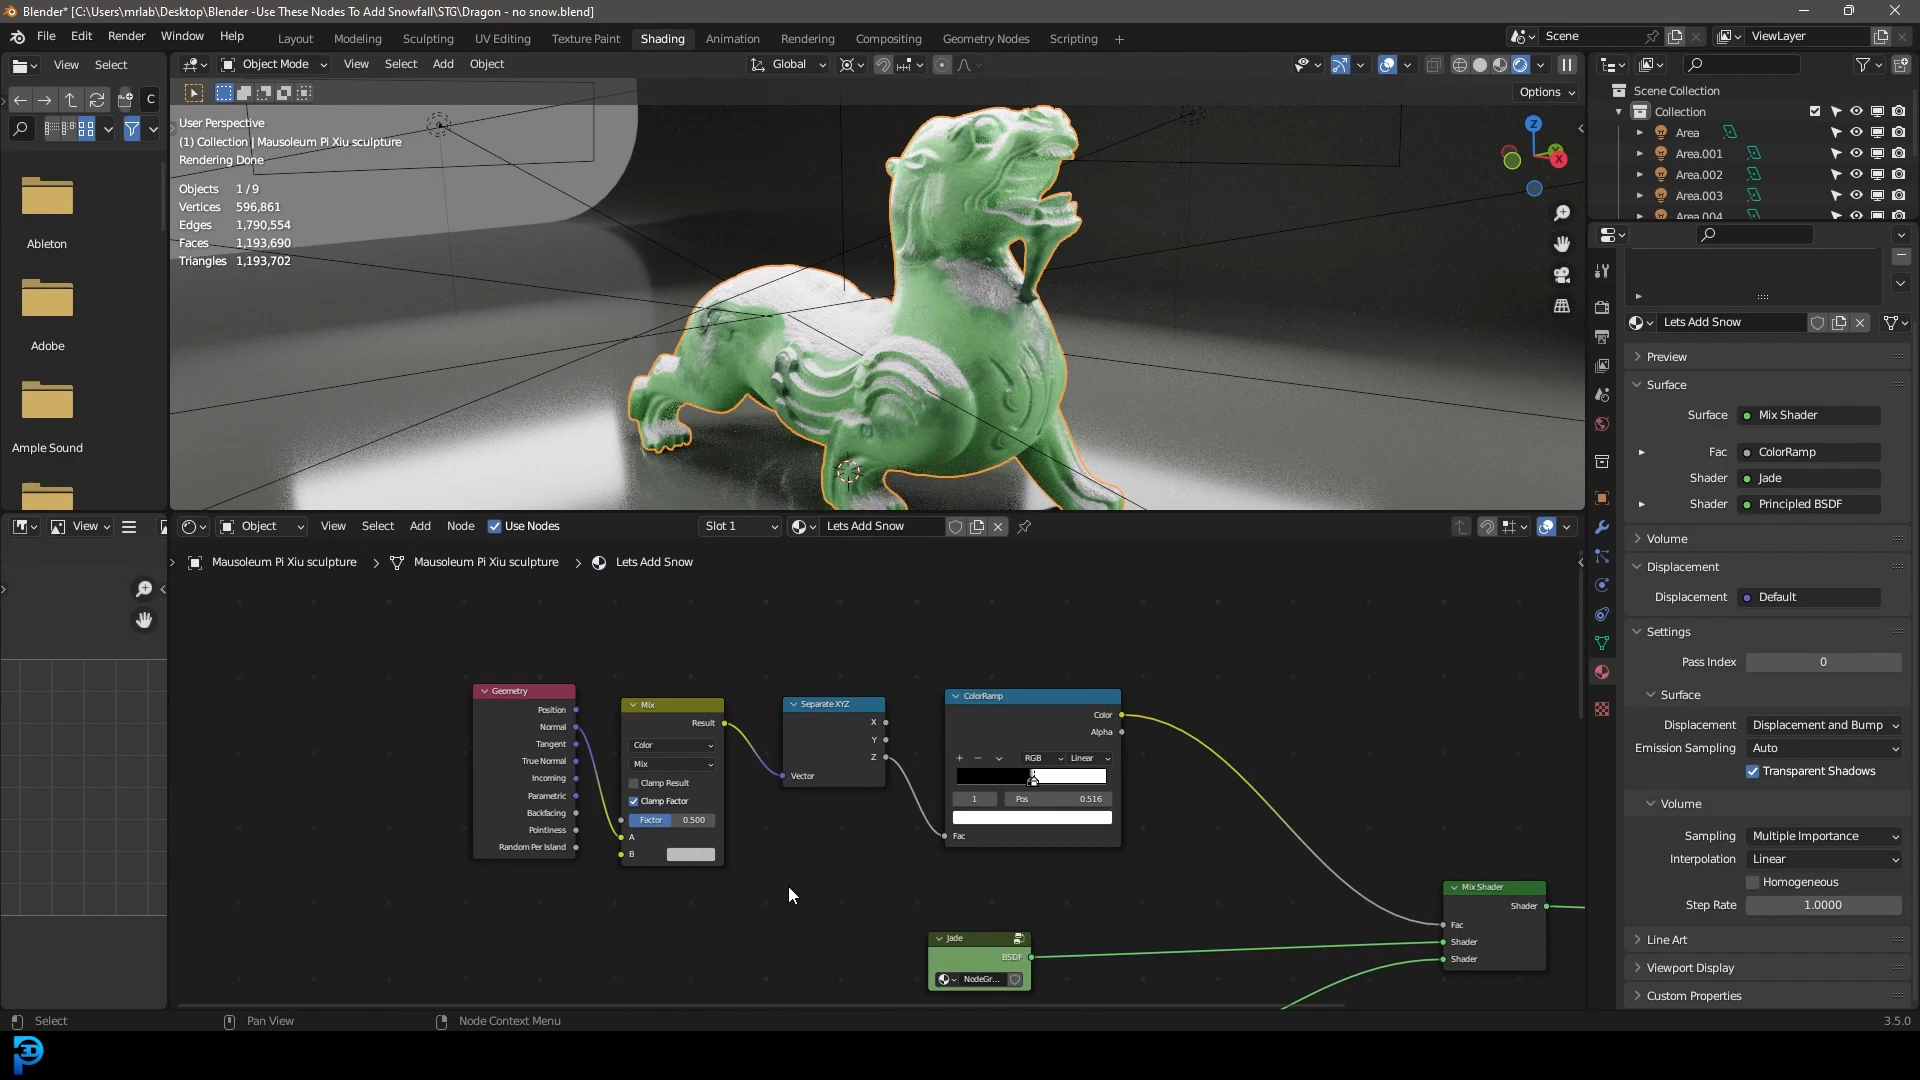 Blender* [C:\Users\mrlab\Desktop\Blender -Use These Nodes To Add Snowfall\STG\Dragon - no snow.blend]
File Edit Render Window Help
Layout Modeling Sculpting UV Editing Texture Paint Shading Animation Rendering Compositing Geometry Nodes Scripting +
Scene
ViewLayer
View Select
Object Mode View Select Add Object
Global
Options
C
User Perspective
(1) Collection | Mausoleum Pi Xiu sculpture
Rendering Done
Objects 1/9
Vertices 596,861
Edges 1,790,554
Faces 1,193,690
Triangles 1,193,702
Z
Y
X
Ableton
Adobe
Ample Sound
Scene Collection
Collection
Area
Area.001
Area.002
Area.003
Area.004
Lets Add Snow
Preview
Surface
Surface Mix Shader
Fac ColorRamp
Shader Jade
Shader Principled BSDF
Volume
Displacement
Displacement Default
Settings
Pass Index 0
Surface
Displacement Displacement and Bump
Emission Sampling Auto
Transparent Shadows
Volume
Sampling Multiple Importance
Interpolation Linear
Homogeneous
Step Rate 1.0000
Line Art
Viewport Display
Custom Properties
View
Object View Select Add Node Use Nodes
Slot 1
Lets Add Snow
Mausoleum Pi Xiu sculpture > Mausoleum Pi Xiu sculpture > Lets Add Snow
Geometry
Position
Normal
Tangent
True Normal
Incoming
Parametric
Backfacing
Pointiness
Random Per Island
Mix
Result
Color
Mix
Clamp Result
Clamp Factor
Factor 0.500
A
B
Separate XYZ
X
Y
Z
Vector
ColorRamp
Color
Alpha
+ −
RGB Linear
1 Pos 0.516
Fac
Jade
BSDF
NodeGr...
Mix Shader
Shader
Fac
Shader
Shader
Select
Pan View
Node Context Menu
3.5.0